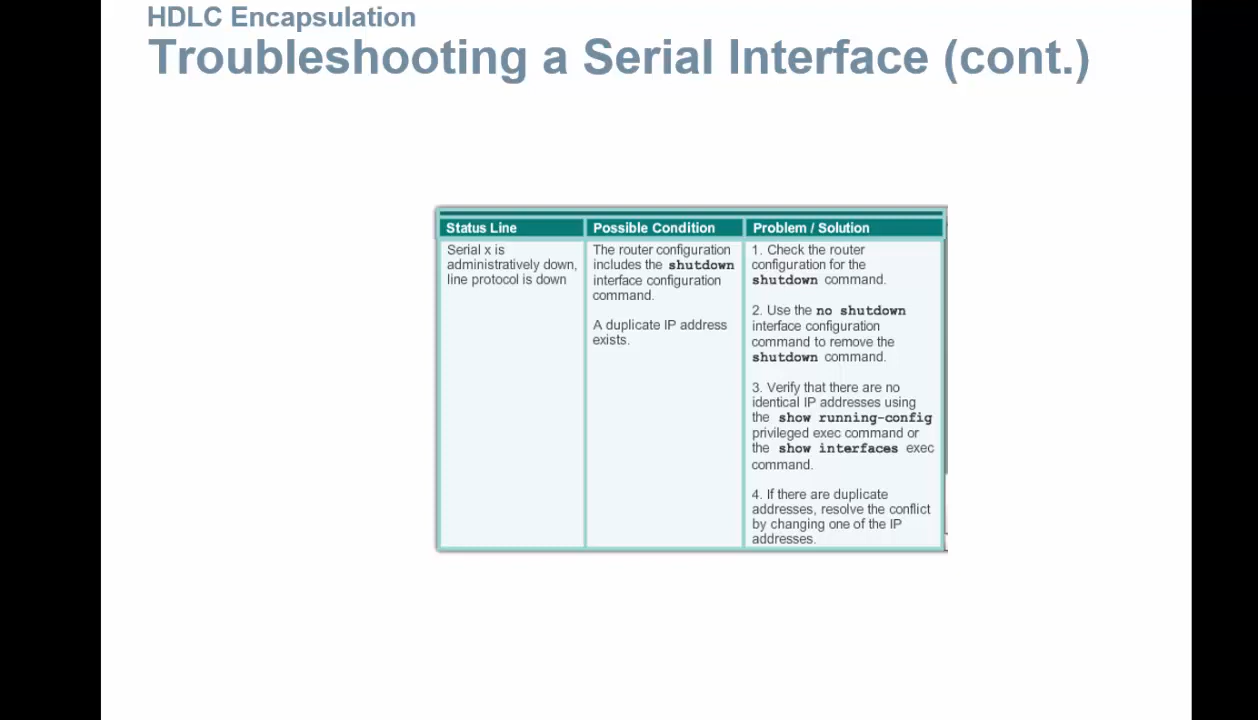 HDLC Encapsulation
Troubleshooting a Serial Interface (cont.)
Status Line
Possible Condition
Problem / Solution
Serial x is
administratively down,
line protocol is down
The router configuration
includes the shutdown
interface configuration
command.
A duplicate IP address
exists.
1. Check the router
configuration for the
shutdown command.
2. Use the no shutdown
interface configuration
command to remove the
shutdown command.
3. Verify that there are no
identical IP addresses using
the show running-config
privileged exec command or
the show interfaces exec
command.
4. If there are duplicate
addresses, resolve the conflict
by changing one of the IP
addresses.